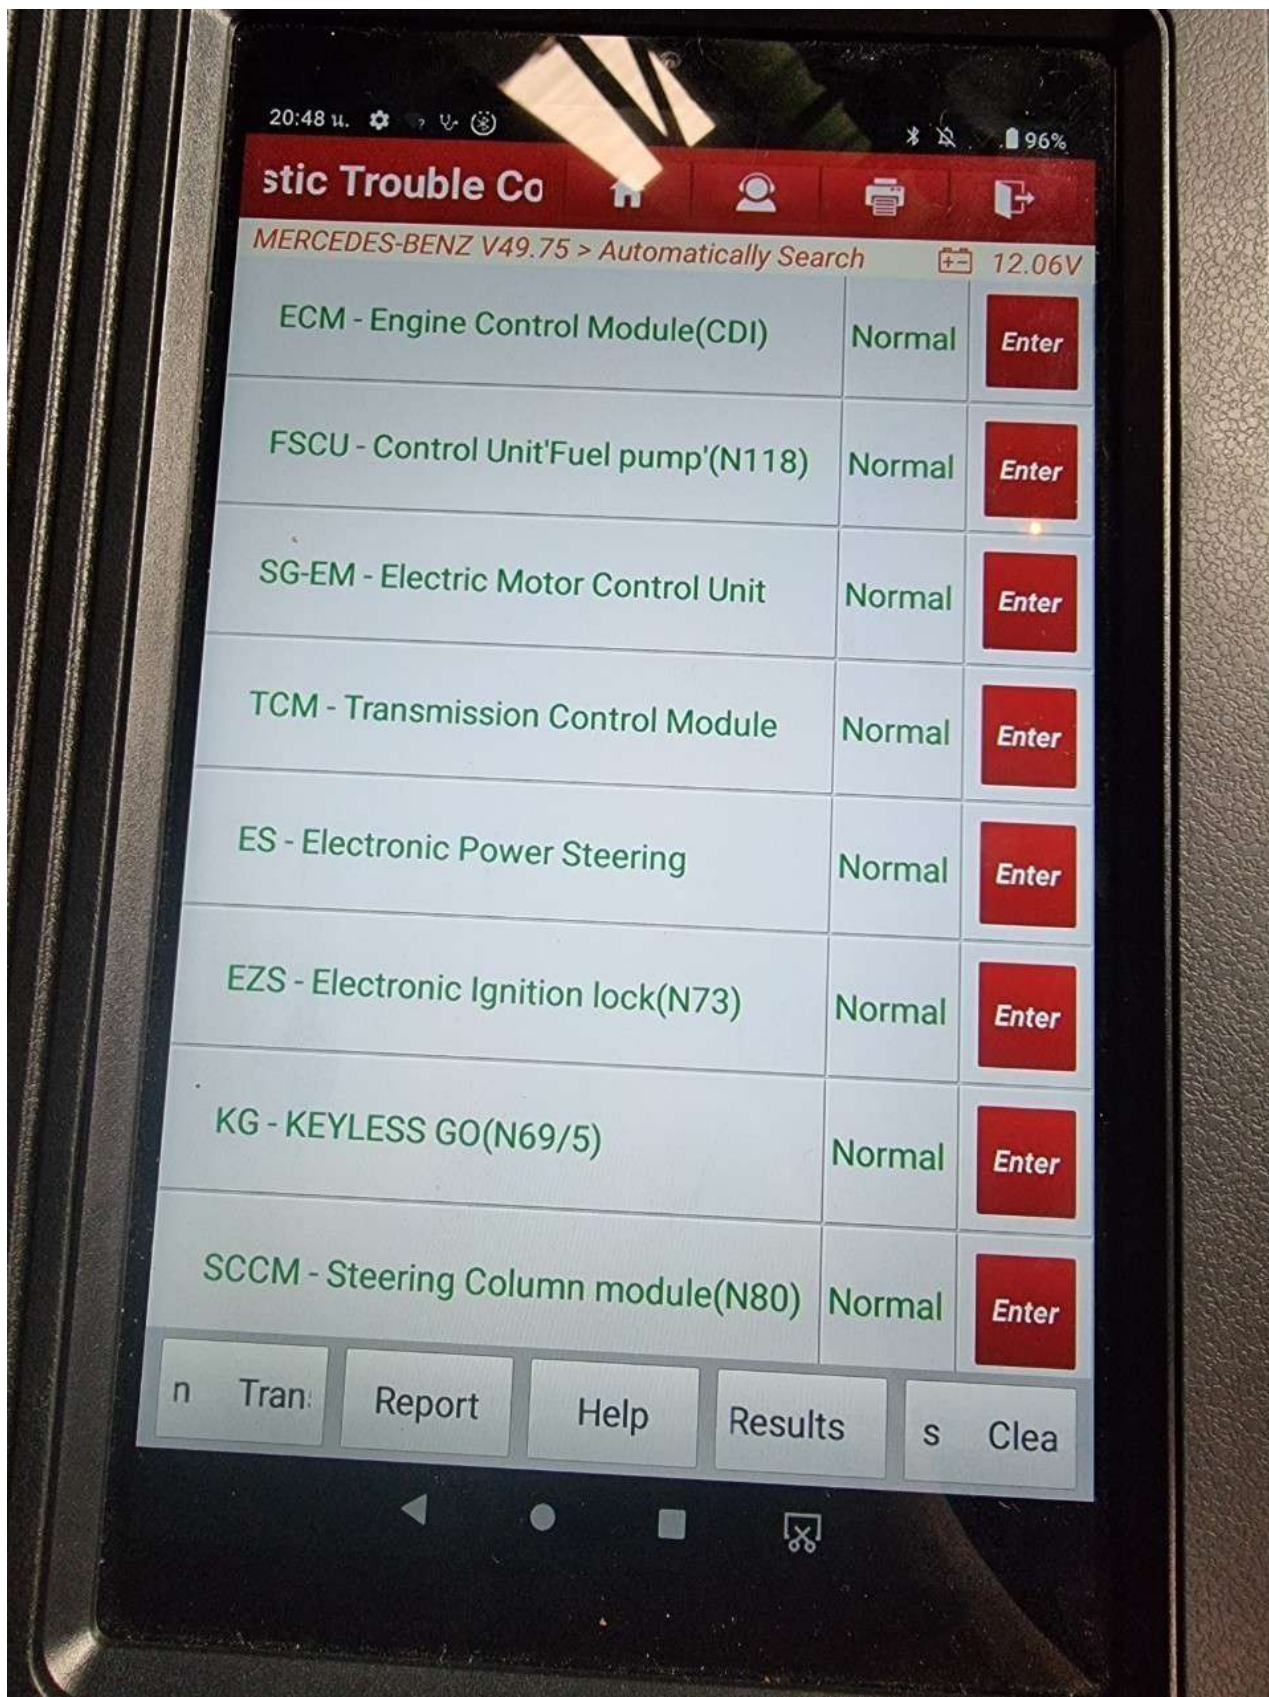 20:48 น. ? 96%
stic Trouble Co
MERCEDES-BENZ V49.75 > Automatically Search 12.06V
ECM - Engine Control Module(CDI) Normal Enter
FSCU - Control Unit'Fuel pump'(N118) Normal Enter
SG-EM - Electric Motor Control Unit Normal Enter
TCM - Transmission Control Module Normal Enter
ES - Electronic Power Steering Normal Enter
EZS - Electronic Ignition lock(N73) Normal Enter
KG - KEYLESS GO(N69/5) Normal Enter
SCCM - Steering Column module(N80) Normal Enter
n Tran Report Help Results s Clea